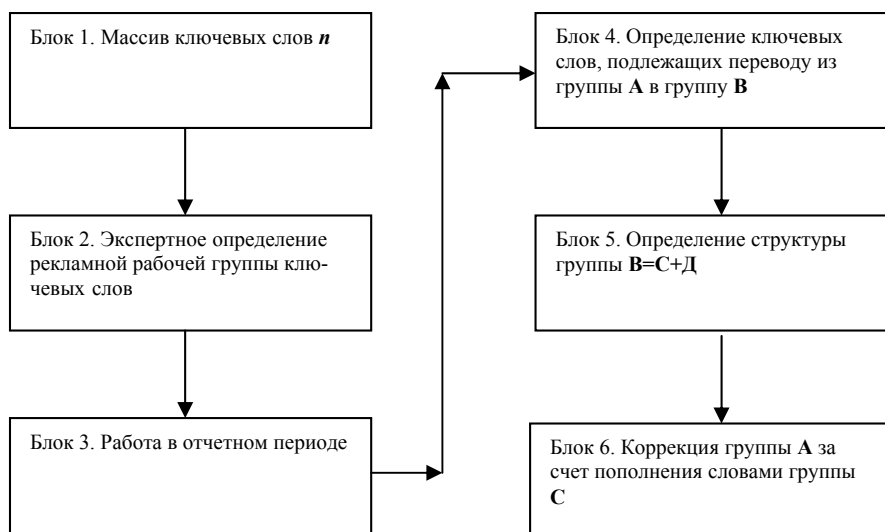 Блок 1. Массив ключевых слов n
Блок 2. Экспертное определение
рекламной рабочей группы клю-
чевых слов
Блок 3. Работа в отчетном периоде
Блок 4. Определение ключевых
слов, подлежащих переводу из
группы А в группу В
Блок 5. Определение структуры
группы В=С+Д
Блок 6. Коррекция группы А за
счет пополнения словами группы
С